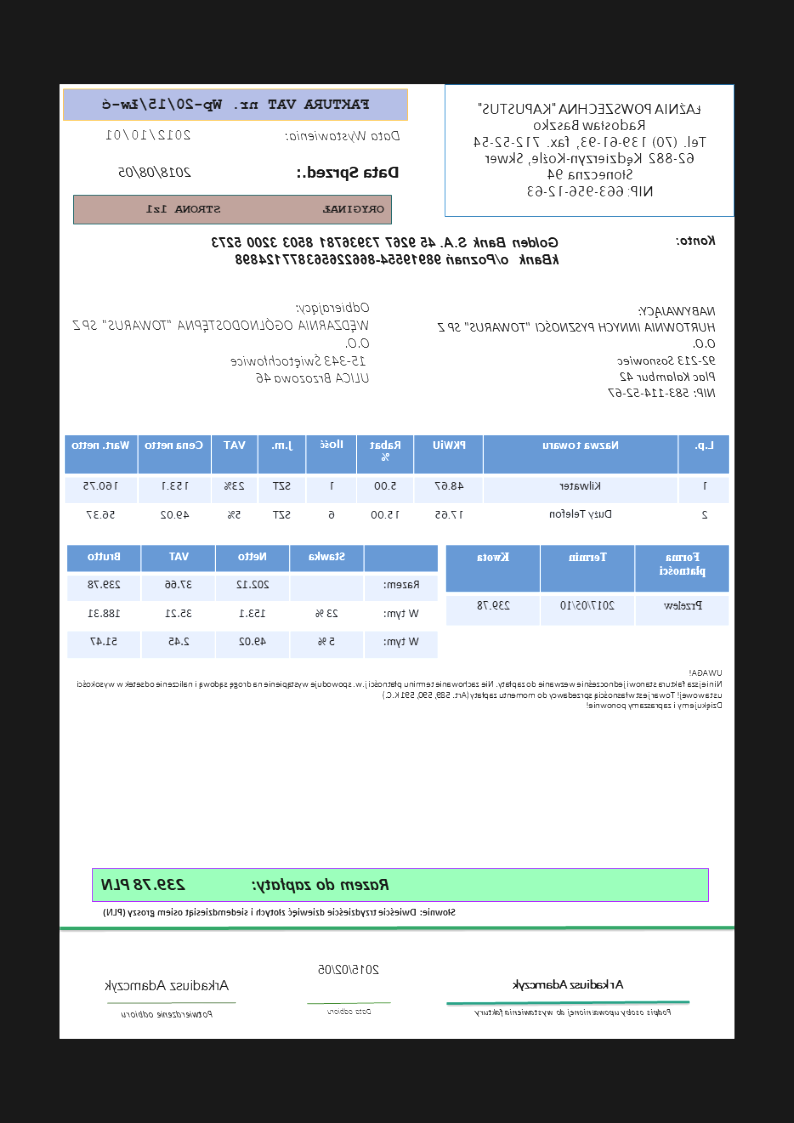 ŁAŹNIA POWSZECHNA "KAPUSTUS"
Radosław Baszko
Tel. (70) 139-61-93, fax. 712-52-54
62-882 Kędzierzyn-Koźle, Skwer
Słoneczna 94
NIP: 663-956-12-63
FAKTURA VAT nr. Wp-20/15/Łw-ć
Data Wystawienia: 2012/10/01
Data Sprzed.: 2018/08/05
ORYGINAŁ STRONA 1z1
Konto: Golden Bank S.A. 45 9267 73936781 8503 3200 5273
kBank o/Poznań 98919554-866226563877124898
NABYWAJĄCY:
HURTOWNIA INNYCH PYSZNOŚCI "TOWARUS" SP Z
O.O.
92-213 Sosnowiec
Plac Kalambur 42
NIP: 583-114-52-67
Odbierający:
WĘDZARNIA OGÓLNODOSTĘPNA "TOWARUS" SP Z
O.O.
15-343 Świętochłowice
ULICA Brzozowa 46
L.p. Nazwa towaru PKWiU Rabat % Ilość J.m. VAT Cena netto Wart. netto
1 Kilwater 48.67 5.00 1 SZT 23% 153.1 160.75
2 Duży Telefon 17.65 15.00 6 SZT 5% 49.02 56.37
Forma płatności Termin Kwota
Przelew 2017/05/10 239.78
Stawka Netto VAT Brutto
Razem: 202.12 37.66 239.78
W tym: 23 % 153.1 35.21 188.31
W tym: 5 % 49.02 2.45 51.47
UWAGA!
Niniejsza faktura stanowi jednocześnie wezwanie do zapłaty. Nie zachowanie terminu płatności j.w. spowoduje wystąpienie na drogę sądową i naliczenie odsetek w wysokości
ustawowej! Towar jest własnością sprzedawcy do momentu zapłaty (Art. 589, 590, 591 K.C.)
Dziękujemy i zapraszamy ponownie!
Razem do zapłaty: 239.78 PLN
Słownie: Dwieście trzydzieście dziewięć złotych i siedemdziesiąt osiem groszy (PLN)
Arkadiusz Adamczyk
Podpis osoby upoważnionej do wystawienia faktury
2015/02/05
Data odbioru
Arkadiusz Adamczyk
Potwierdzenie odbioru